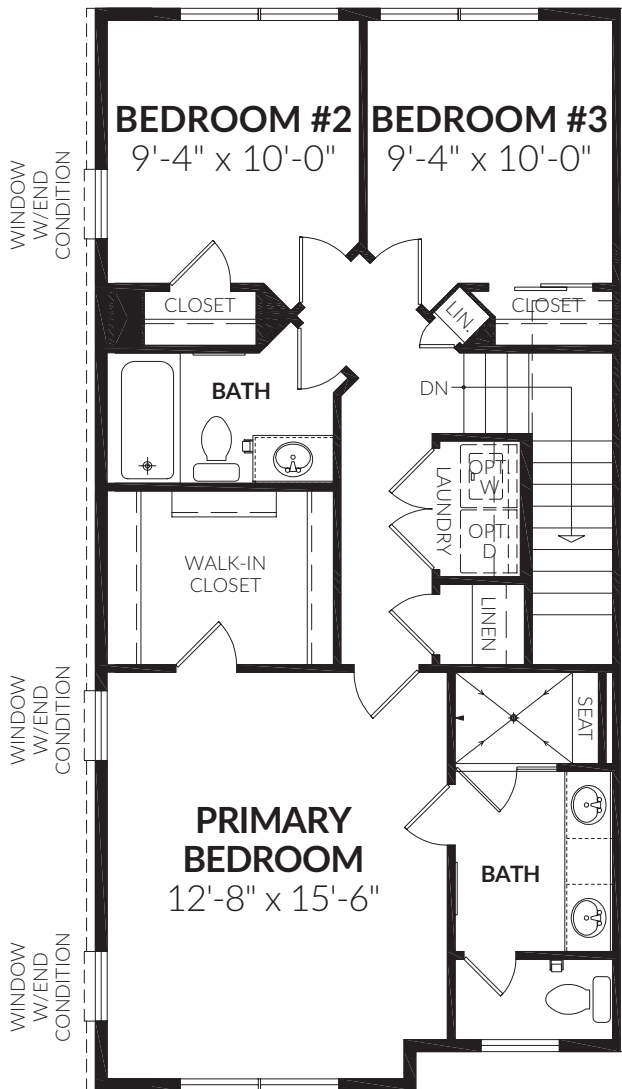 BEDROOM #2
9'-4" x 10'-0"
BEDROOM #3
9'-4" x 10'-0"
WINDOW
W/END
CONDITION
CLOSET
LIN.
CLOSET
BATH
DN
OPT
W
LAUNDRY
OPT
D
WALK-IN
CLOSET
LINEN
WINDOW
W/END
CONDITION
SEAT
PRIMARY
BEDROOM
12'-8" x 15'-6"
BATH
WINDOW
W/END
CONDITION